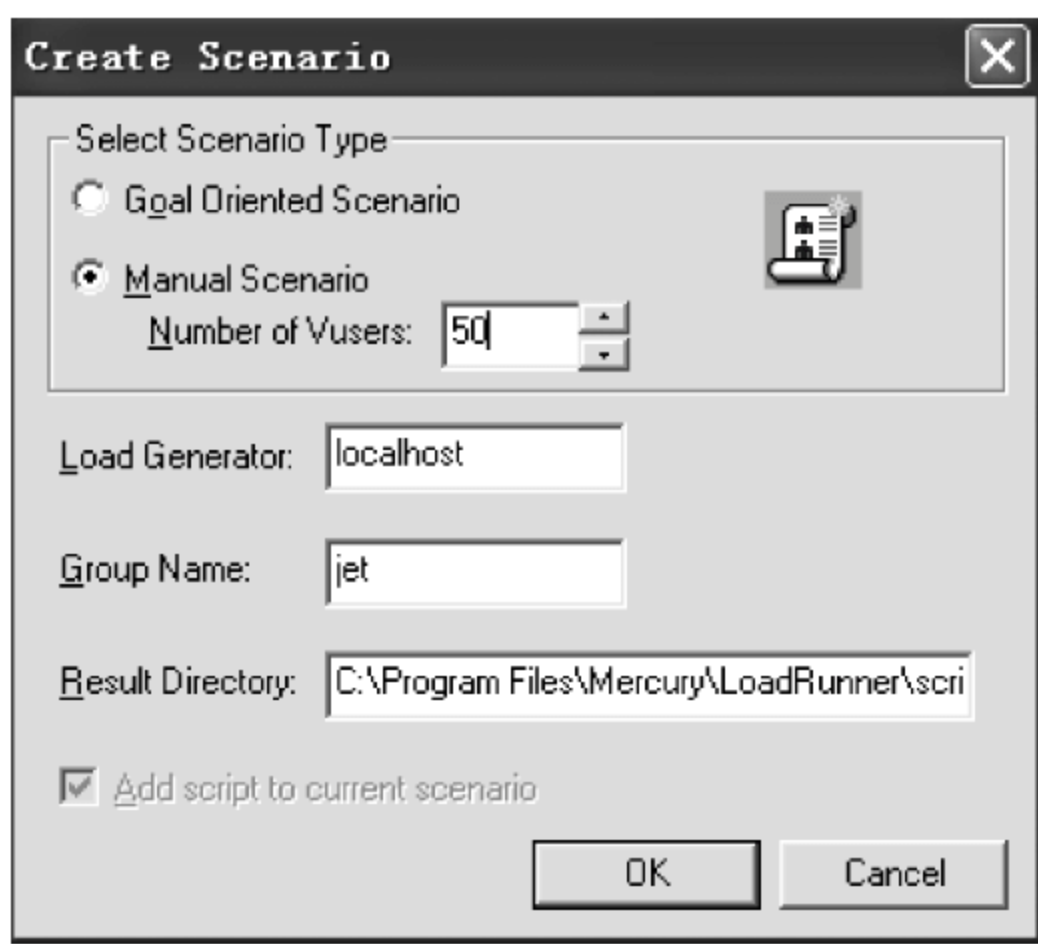 Create Scenario
Select Scenario Type
Goal Oriented Scenario
Manual Scenario
Number of Vusers: 50
Load Generator: localhost
Group Name: jet
Result Directory: C:\Program Files\Mercury\LoadRunner\scri
Add script to current scenario
OK Cancel